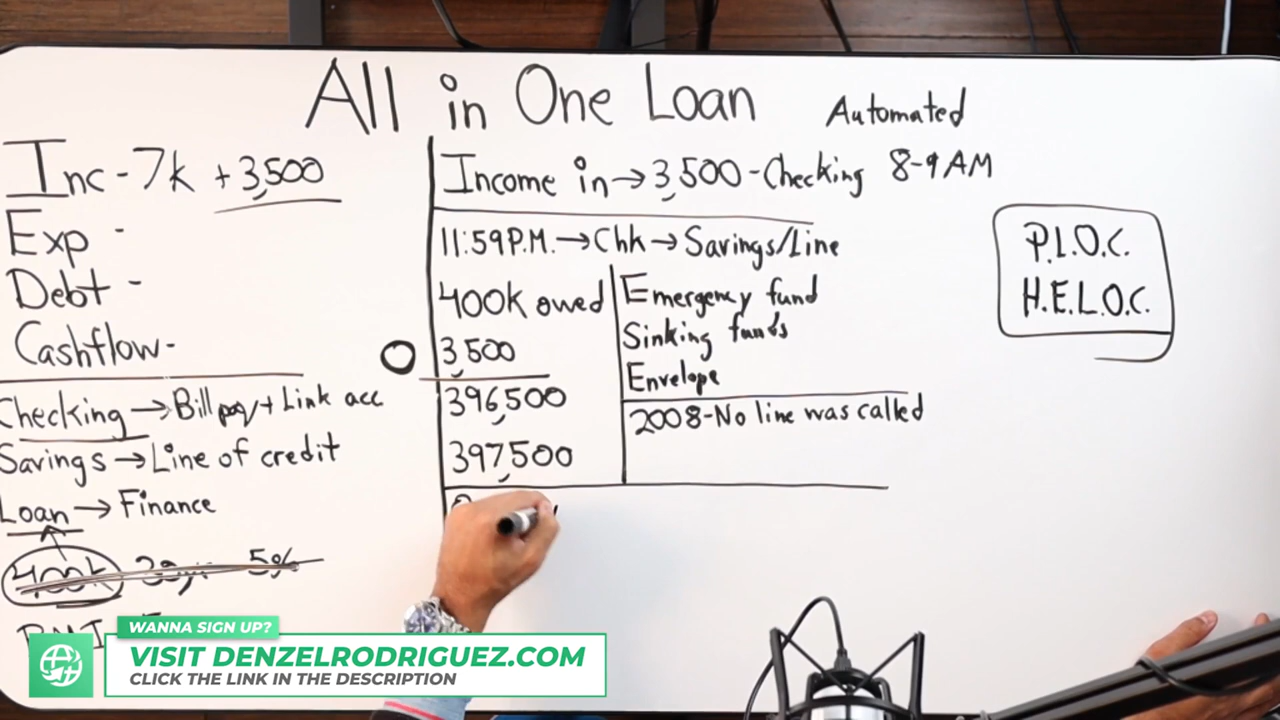 All in One Loan
Automated
Inc - 7k + 3,500
Exp -
Debt -
Cashflow-
Checking → Bill pay + Link acc
Savings → Line of credit
Loan → Finance
400k 5%
Income in → 3,500 - Checking 8-9 AM
11:59P.M. → Chk → Savings/Line
400K owed
3,500
396,500
397,500
Emergency fund
Sinking funds
Envelope
2008-No line was called
P.L.O.C.
H.E.L.O.C.
WANNA SIGN UP?
VISIT DENZELRODRIGUEZ.COM
CLICK THE LINK IN THE DESCRIPTION